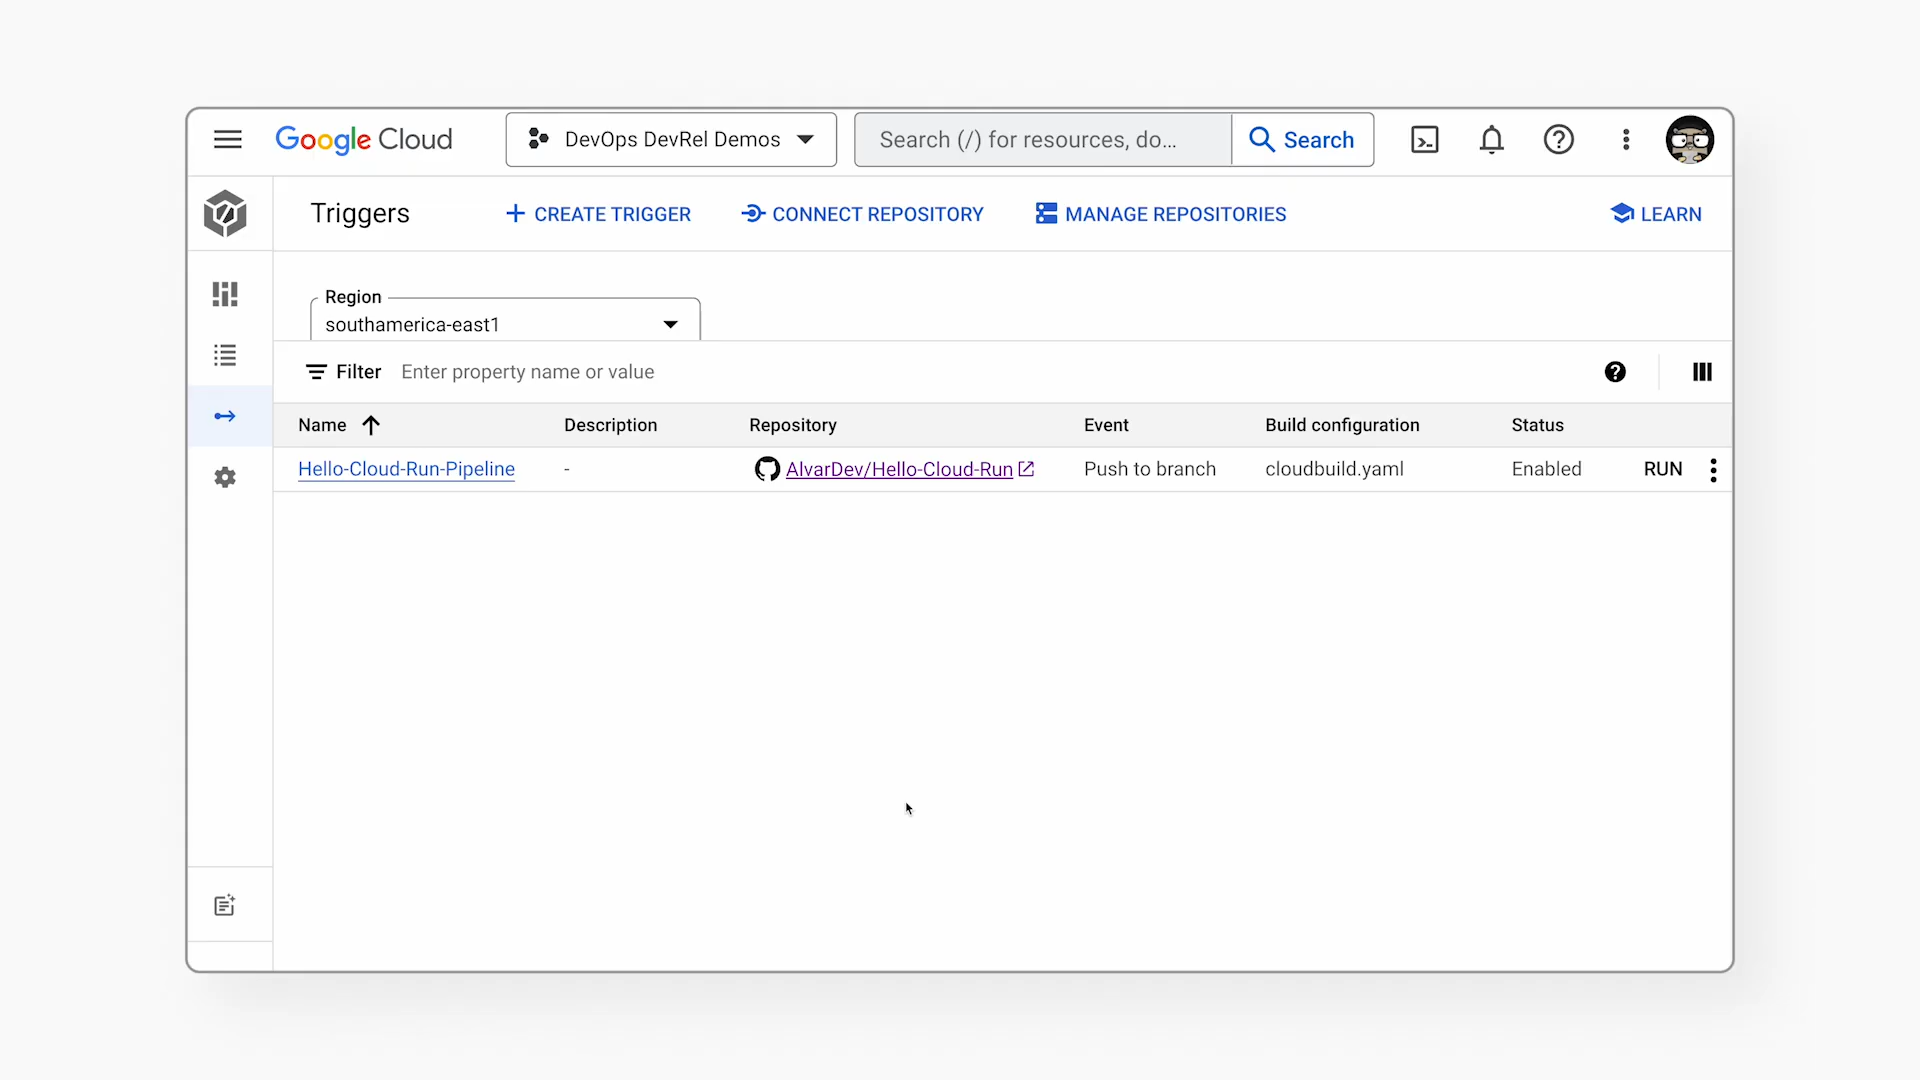 Google Cloud
DevOps DevRel Demos
Search (/) for resources, do...
Search
Triggers
CREATE TRIGGER
CONNECT REPOSITORY
MANAGE REPOSITORIES
LEARN
Region
southamerica-east1
Filter Enter property name or value
Name Description Repository Event Build configuration Status
Hello-Cloud-Run-Pipeline - AlvarDev/Hello-Cloud-Run Push to branch cloudbuild.yaml Enabled RUN